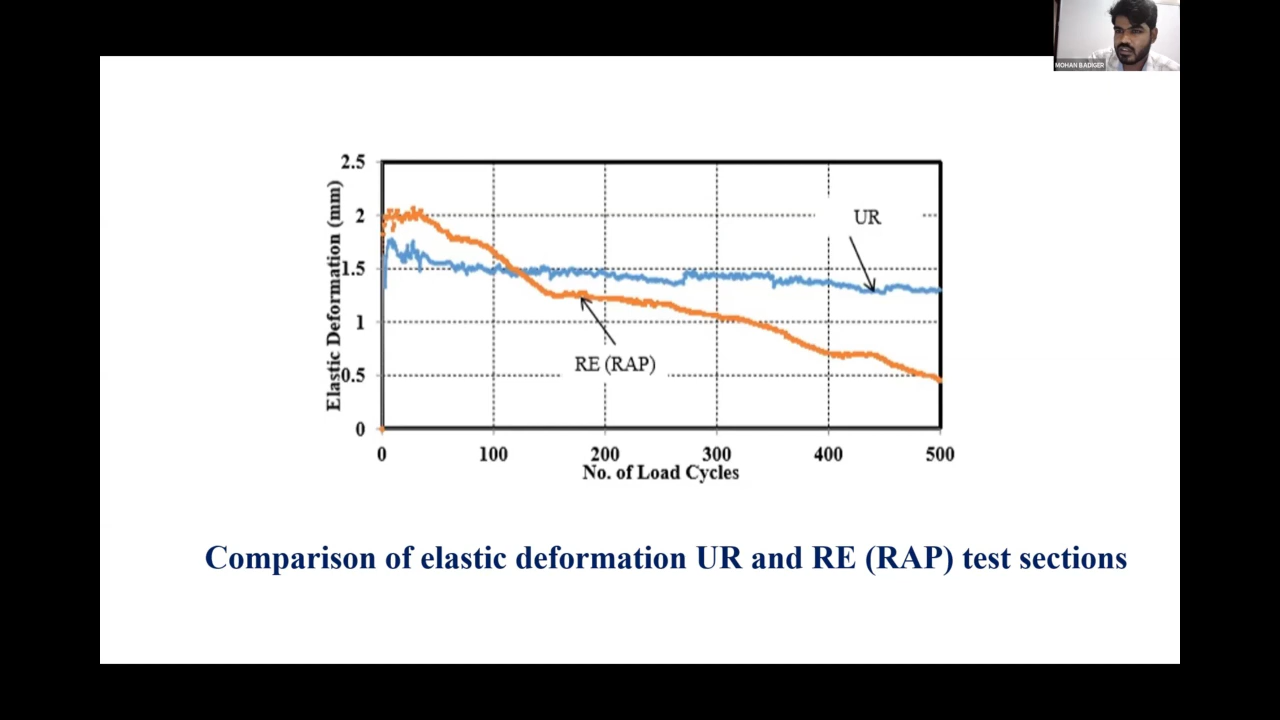 MOHAN BADIGER
2.5
2
1.5
1
0.5
0
Elastic Deformation (mm)
UR
RE (RAP)
0 100 200 300 400 500
No. of Load Cycles
Comparison of elastic deformation UR and RE (RAP) test sections